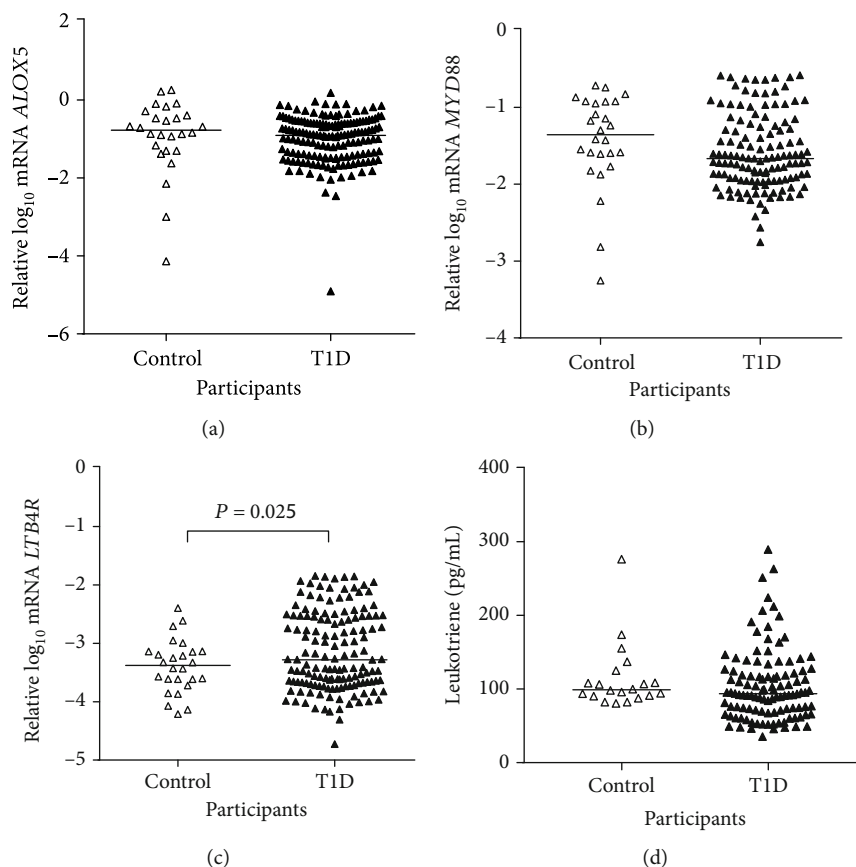 2
0
−2
−4
−6
Relative log10 mRNA ALOX5
Control
T1D
Participants
(a)
0
−1
−2
−3
−4
Relative log10 mRNA MYD88
Control
T1D
Participants
(b)
0
−1
−2
−3
−4
−5
Relative log10 mRNA LTB4R
P = 0.025
Control
T1D
Participants
(c)
400
300
200
100
0
Leukotriene (pg/mL)
Control
T1D
Participants
(d)